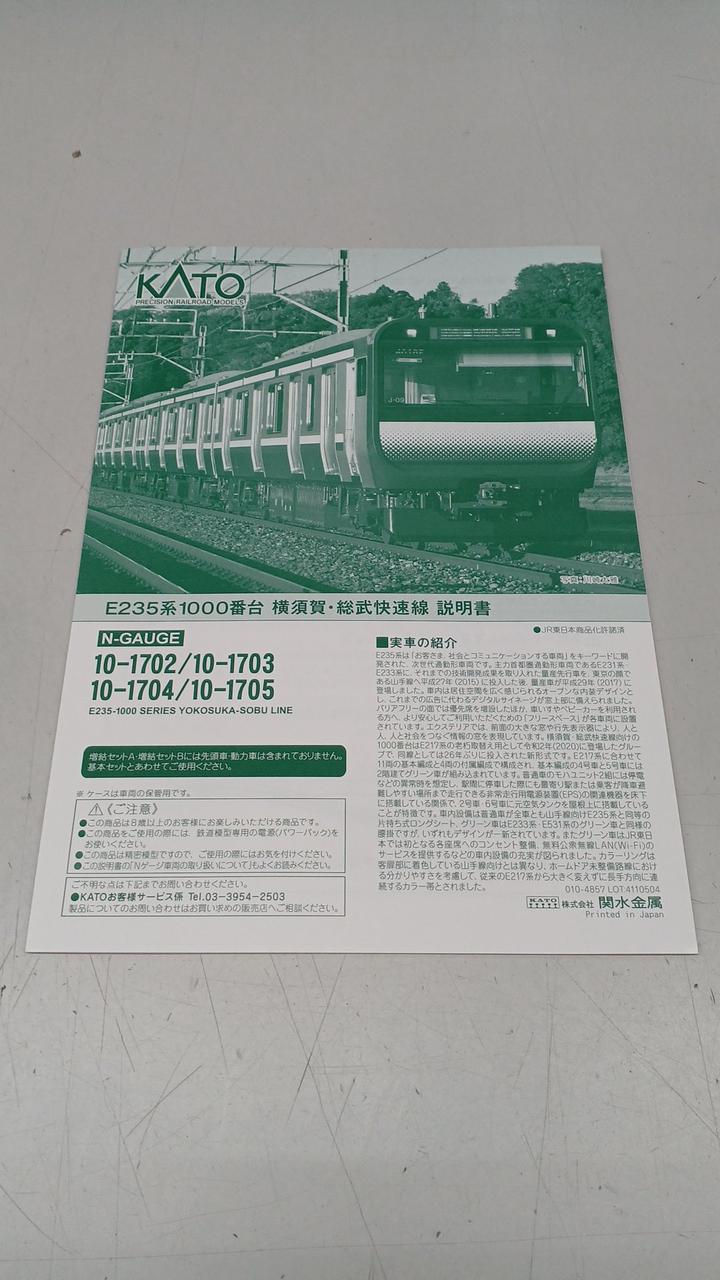 KATO
PRECISION RAILROAD MODELS
J-09
写真・川崎大雅
E235系1000番台 横須賀・総武快速線 説明書
●JR東日本商品化許諾済
N-GAUGE
10-1702/10-1703
10-1704/10-1705
E235-1000 SERIES YOKOSUKA-SOBU LINE
増結セットA・増結セットBには先頭車・動力車は含まれておりません。
基本セットとあわせてご使用ください。
※ ケースは車両の保管用です。
⚠《ご注意》
●この商品は8歳以上のお客様にお楽しみいただける商品です。
●この商品をご使用の際には、鉄道模型専用の電源(パワーパック)を
お使いください。
●この商品は精密模型ですので、ご使用の際にはお気を付けください。
●この説明書の「Nゲージ車両の取り扱いについて」もよくお読みください。
ご不明な点は下記までお問い合わせください。
●KATOお客様サービス係 Tel.03-3954-2503
製品についてのお問い合わせはお買い求めの販売店へご相談ください。
■実車の紹介
E235系は「お客さま、社会とコミュニケーションする車両」をキーワードに開
発された、次世代通勤形車両です。主力首都圏通勤形車両であるE231系・
E233系に、それまでの技術開発成果を取り入れた量産先行車を、東京の顔で
ある山手線へ平成27年(2015)に投入した後、量産車が平成29年(2017)に
登場しました。車内は居住空間を広く感じられるオープンな内装デザインと
し、これまでの広告に代わるデジタルサイネージが窓上部に備えられました。
バリアフリーの面では優先席を増設したほか、車いすやベビーカーを利用され
る方へ、より安心してご利用いただくための「フリースペース」が各車両に設置
されています。エクステリアでは、前面の大きな窓や行先表示器により、人と
人、人と社会をつなぐ情報の窓を表現しています。横須賀・総武快速線向けの
1000番台はE217系の老朽取替え用として令和2年(2020)に登場したグルー
プで、同線としては26年ぶりに投入された新形式です。E217系に合わせて
11両の基本編成と4両の付属編成で構成され、基本編成の4号車と5号車には
2階建てグリーン車が組み込まれています。普通車のモハユニット2組には停電
などの異常時を想定し、駅間に停車した際にも最寄り駅または乗客が降車避
難しやすい場所まで走行できる非常走行用電源装置(EPS)の関連機器を床下
に搭載している関係で、2号車・6号車に元空気タンクを屋根上に搭載している
ことが特徴です。車内設備は普通車が全車とも山手線向けE235系と同等の
片持ち式ロングシート、グリーン車はE233系・E531系のグリーン車と同様の
腰掛ですが、いずれもデザインが一新されています。またグリーン車はJR東日
本では初となる各座席へのコンセント整備、無料公衆無線LAN(Wi-Fi)の
サービスを提供するなどの車内設備の充実が図られました。カラーリングは
客扉部に着色している山手線向けとは異なり、ホームドア未整備路線におけ
る分かりやすさを考慮して、従来のE217系から大きく変えずに長手方向に連
続するカラー帯とされました。
010-4857 LOT:4110504
KATO 株式会社 関水金属
Printed in Japan